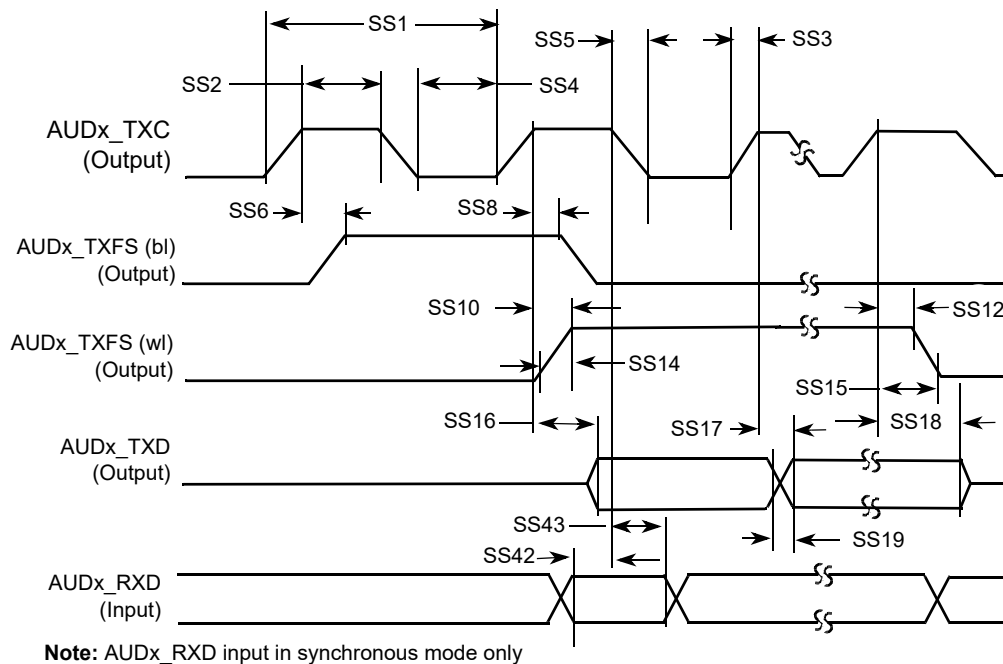 SS1
SS5
SS3
SS2
SS4
AUDx_TXC
(Output)
SS6
SS8
AUDx_TXFS (bl)
(Output)
SS10
SS12
AUDx_TXFS (wl)
(Output)
SS14
SS15
SS16
SS17
SS18
AUDx_TXD
(Output)
SS43
SS42
SS19
AUDx_RXD
(Input)
Note: AUDx_RXD input in synchronous mode only